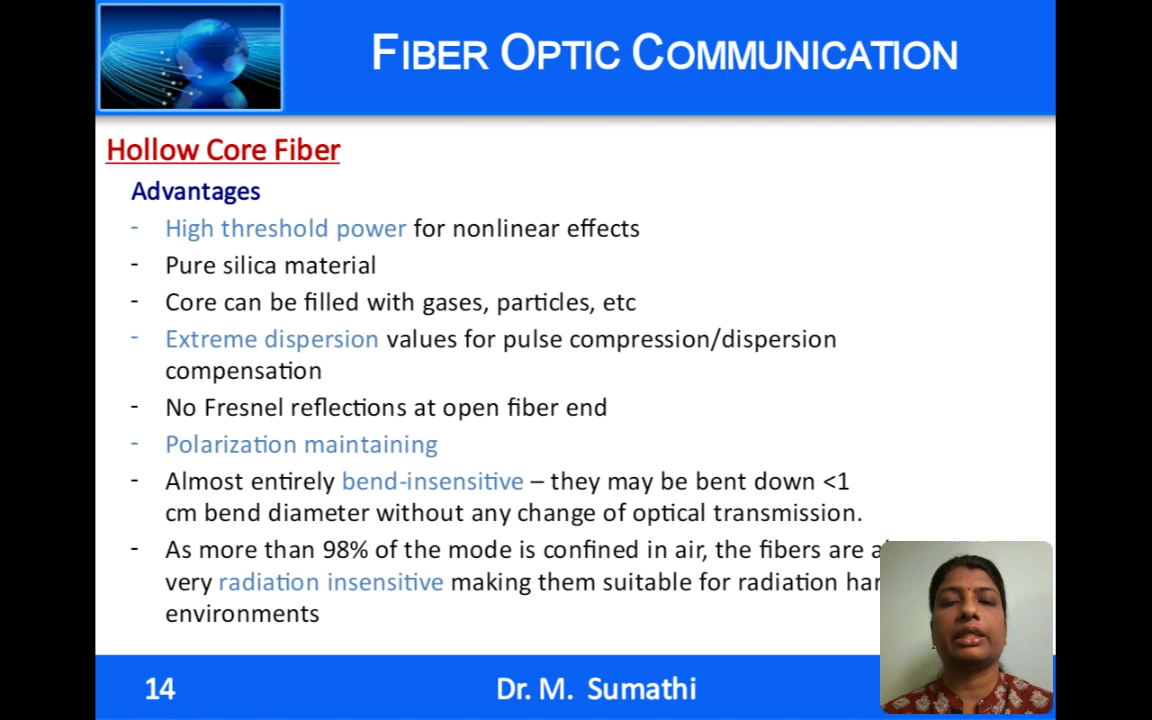 FIBER OPTIC COMMUNICATION
Hollow Core Fiber
Advantages
- High threshold power for nonlinear effects
- Pure silica material
- Core can be filled with gases, particles, etc
- Extreme dispersion values for pulse compression/dispersion
compensation
- No Fresnel reflections at open fiber end
- Polarization maintaining
- Almost entirely bend-insensitive – they may be bent down <1
cm bend diameter without any change of optical transmission.
- As more than 98% of the mode is confined in air, the fibers are
very radiation insensitive making them suitable for radiation
environments
14
Dr. M. Sumathi